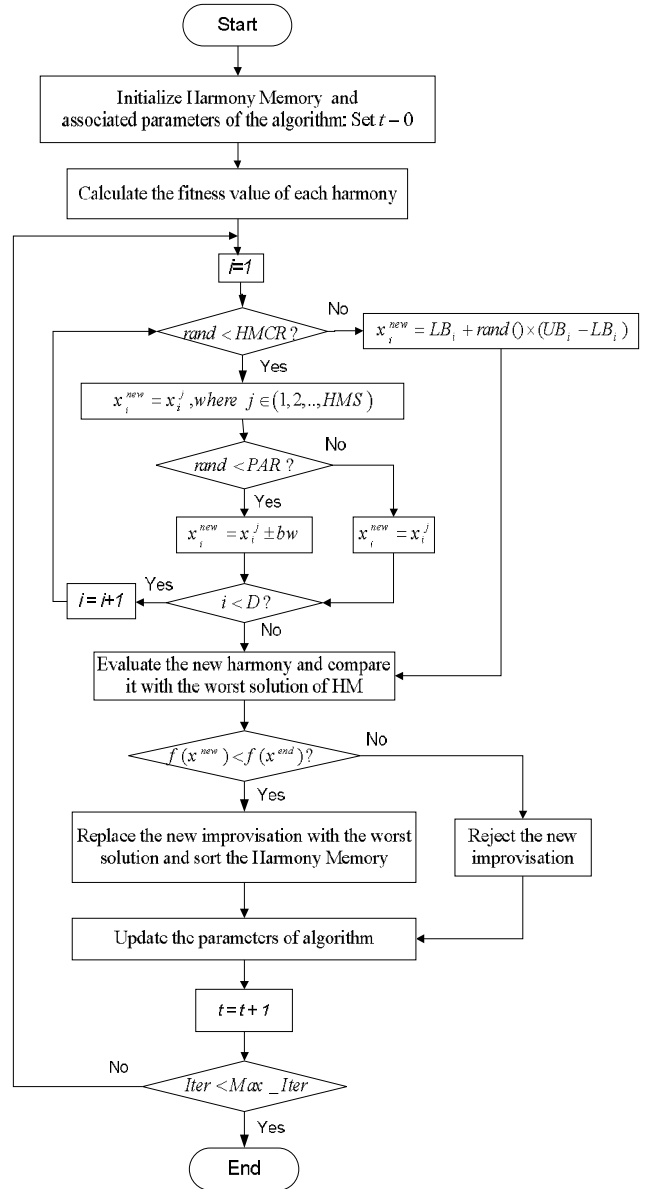 Start
Initialize Harmony Memory and
associated parameters of the algorithm: Set t – 0
Calculate the fitness value of each harmony
i=1
rand < HMCR ?
No
x_i^{new} = LB_i + rand () × (UB_i − LB_i )
Yes
x_i^{new} = x_i^j ,where j ∈ (1, 2,.., HMS )
rand < PAR ?
No
Yes
x_i^{new} = x_i^j ± bw
x_i^{new} = x_i^j
i < D ?
Yes
i = i+1
No
Evaluate the new harmony and compare
it with the worst solution of HM
f (x^{new} ) < f (x^{end} )?
No
Yes
Replace the new improvisation with the worst
solution and sort the Harmony Memory
Reject the new
improvisation
Update the parameters of algorithm
t = t + 1
Iter < Max _ Iter
No
Yes
End